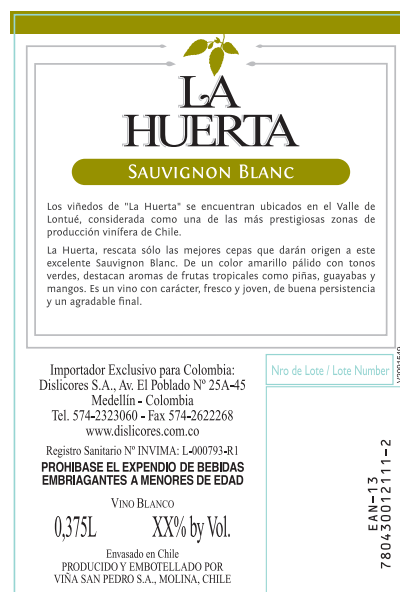 LA
HUERTA
SAUVIGNON BLANC
Los viñedos de "La Huerta" se encuentran ubicados en el Valle de
Lontué, considerada como una de las más prestigiosas zonas de
producción vinífera de Chile.
La Huerta, rescata sólo las mejores cepas que darán origen a este
excelente Sauvignon Blanc. De un color amarillo pálido con tonos
verdes, destacan aromas de frutas tropicales como piñas, guayabas y
mangos. Es un vino con carácter, fresco y joven, de buena persistencia
y un agradable final.
Importador Exclusivo para Colombia:
Dislicores S.A., Av. El Poblado Nº 25A-45
Medellín - Colombia
Tel. 574-2323060 - Fax 574-2622268
www.dislicores.com.co
Registro Sanitario Nº INVIMA: L-000793-R1
PROHIBASE EL EXPENDIO DE BEBIDAS
EMBRIAGANTES A MENORES DE EDAD
VINO BLANCO
0,375L XX% by Vol.
Envasado en Chile
PRODUCIDO Y EMBOTELLADO POR
VIÑA SAN PEDRO S.A., MOLINA, CHILE
Nro de Lote / Lote Number
EAN-13
780430012111-2